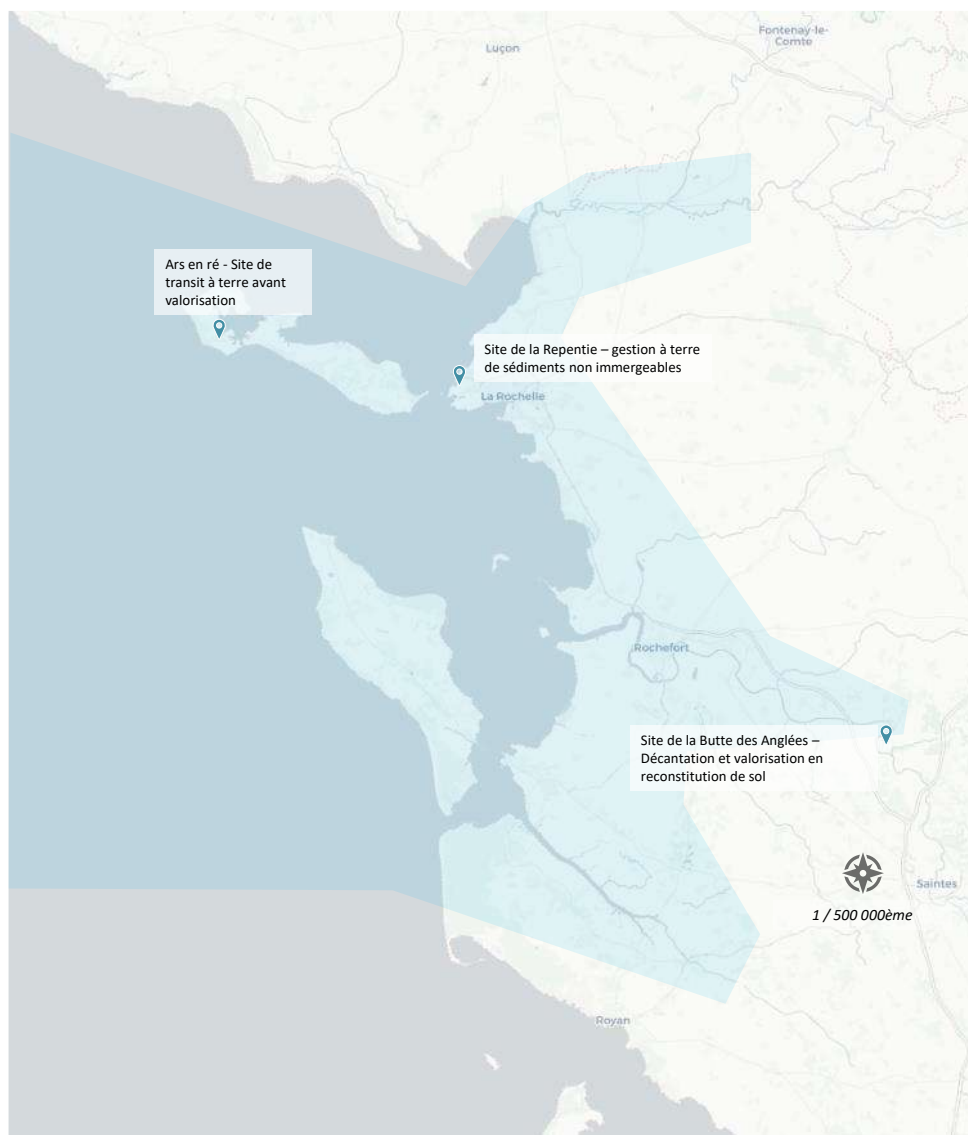 Luçon
Fontenay-le-
Comte
Ars en ré - Site de
transit à terre avant
valorisation
Site de la Repentie – gestion à terre
de sédiments non immergeables
La Rochelle
Rochefort
Site de la Butte des Anglées –
Décantation et valorisation en
reconstitution de sol
Saintes
1 / 500 000ème
Royan